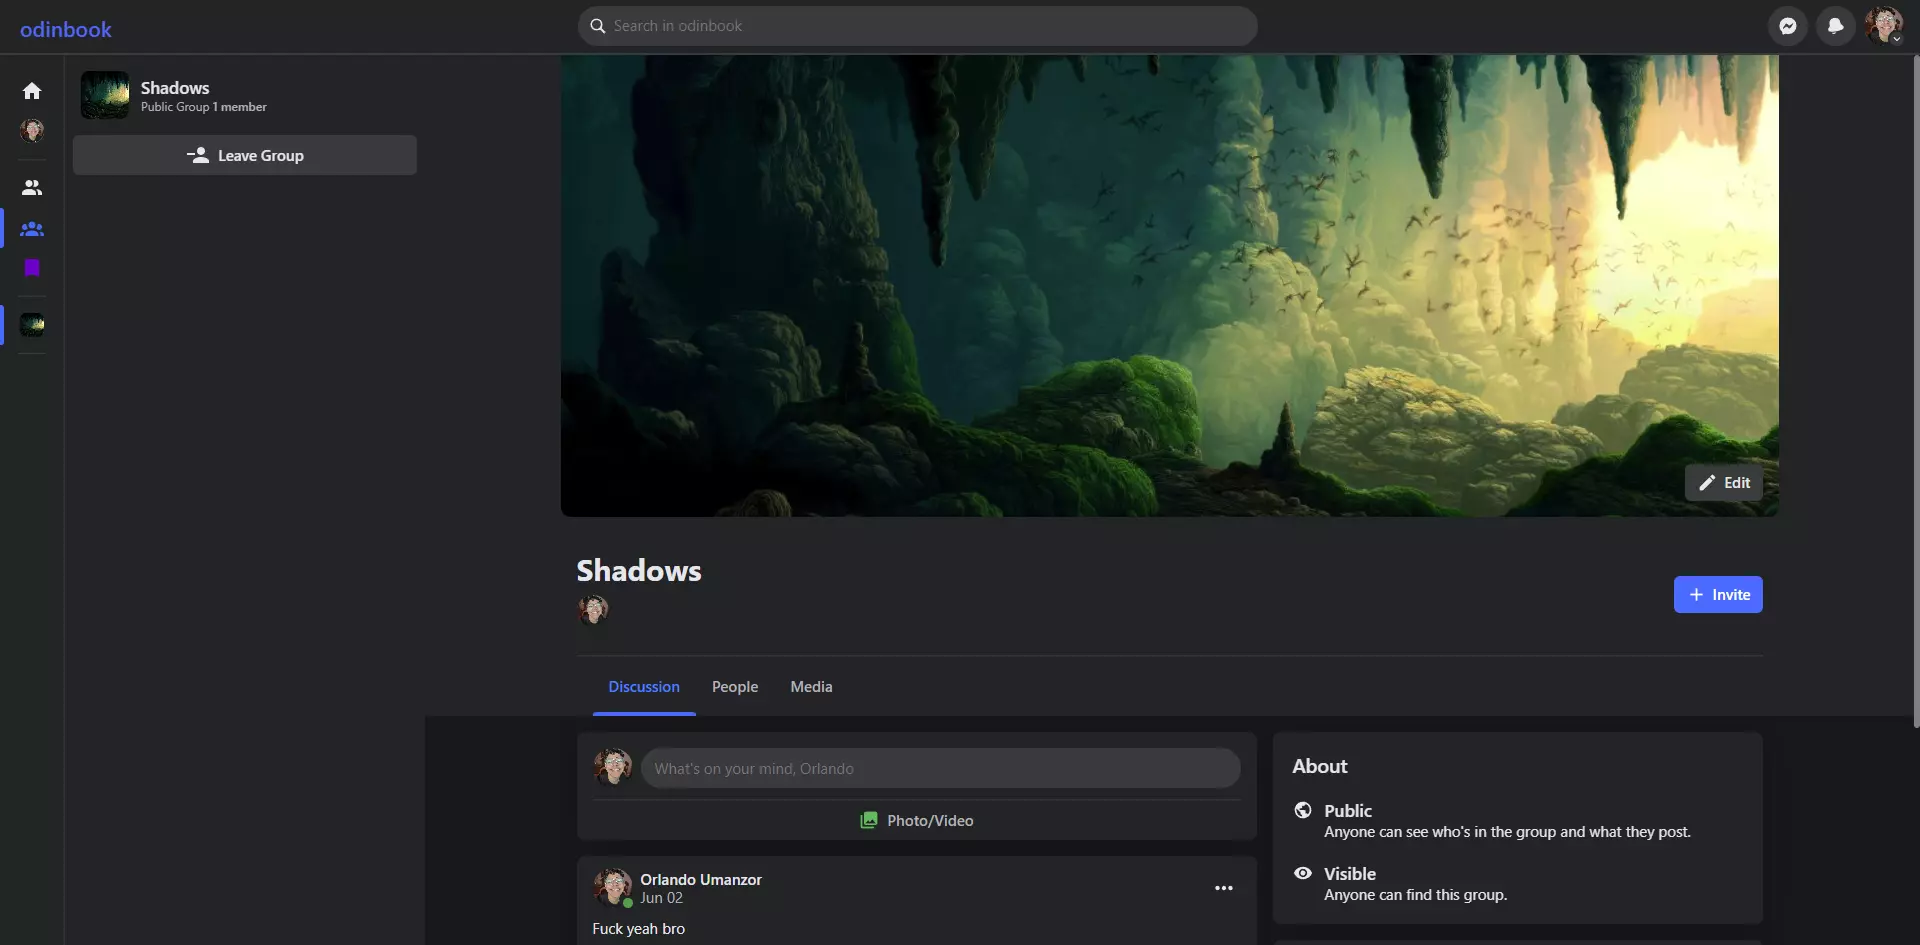 odinbook
Search in odinbook
Shadows
Public Group 1 member
Leave Group
Edit
Shadows
Invite
Discussion
People
Media
What's on your mind, Orlando
Photo/Video
Orlando Umanzor
Jun 02
Fuck yeah bro
About
Public
Anyone can see who's in the group and what they post.
Visible
Anyone can find this group.